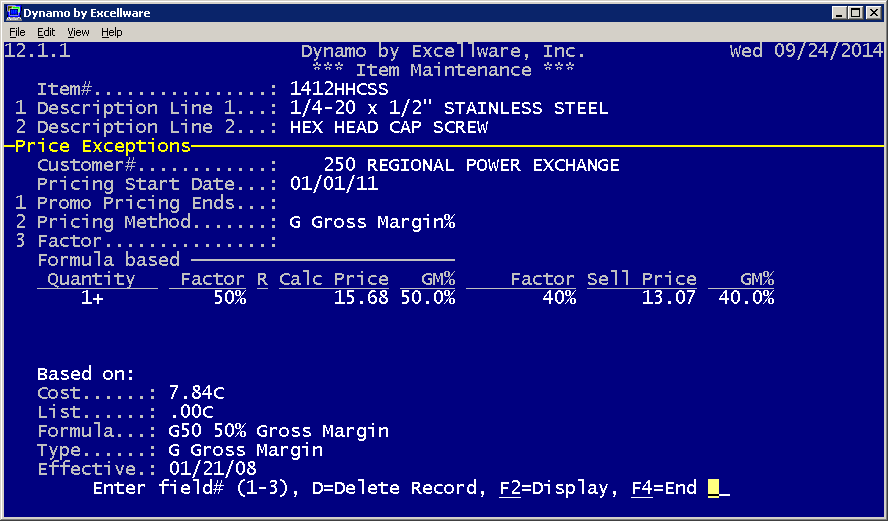 Dynamo by Excellware
File Edit View Help
12.1.1 Dynamo by Excellware, Inc. Wed 09/24/2014
*** Item Maintenance ***
Item#................: 1412HHCSS
1 Description Line 1...: 1/4-20 x 1/2" STAINLESS STEEL
2 Description Line 2...: HEX HEAD CAP SCREW
Price Exceptions
Customer#............: 250 REGIONAL POWER EXCHANGE
Pricing Start Date...: 01/01/11
1 Promo Pricing Ends...:
2 Pricing Method.......: G Gross Margin%
3 Factor...............:
Formula based
Quantity Factor R Calc Price GM% Factor Sell Price GM%
1+ 50% 15.68 50.0% 40% 13.07 40.0%
Based on:
Cost......: 7.84C
List......: .00C
Formula...: G50 50% Gross Margin
Type......: G Gross Margin
Effective.: 01/21/08
Enter field# (1-3), D=Delete Record, F2=Display, F4=End